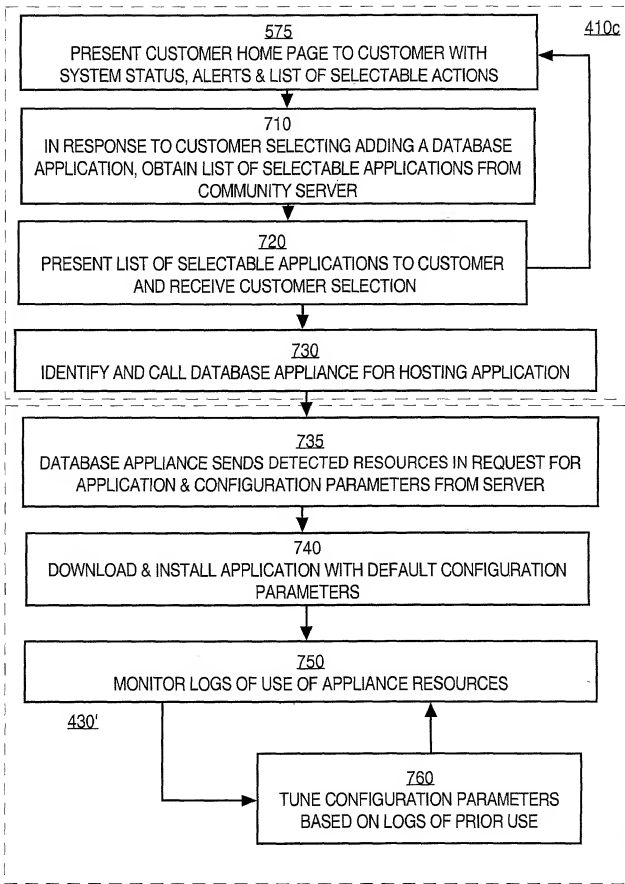 410c
575
PRESENT CUSTOMER HOME PAGE TO CUSTOMER WITH
SYSTEM STATUS, ALERTS & LIST OF SELECTABLE ACTIONS
710
IN RESPONSE TO CUSTOMER SELECTING ADDING A DATABASE
APPLICATION, OBTAIN LIST OF SELECTABLE APPLICATIONS FROM
COMMUNITY SERVER
720
PRESENT LIST OF SELECTABLE APPLICATIONS TO CUSTOMER
AND RECEIVE CUSTOMER SELECTION
730
IDENTIFY AND CALL DATABASE APPLIANCE FOR HOSTING APPLICATION
735
DATABASE APPLIANCE SENDS DETECTED RESOURCES IN REQUEST FOR
APPLICATION & CONFIGURATION PARAMETERS FROM SERVER
740
DOWNLOAD & INSTALL APPLICATION WITH DEFAULT CONFIGURATION
PARAMETERS
750
MONITOR LOGS OF USE OF APPLIANCE RESOURCES
430'
760
TUNE CONFIGURATION PARAMETERS
BASED ON LOGS OF PRIOR USE